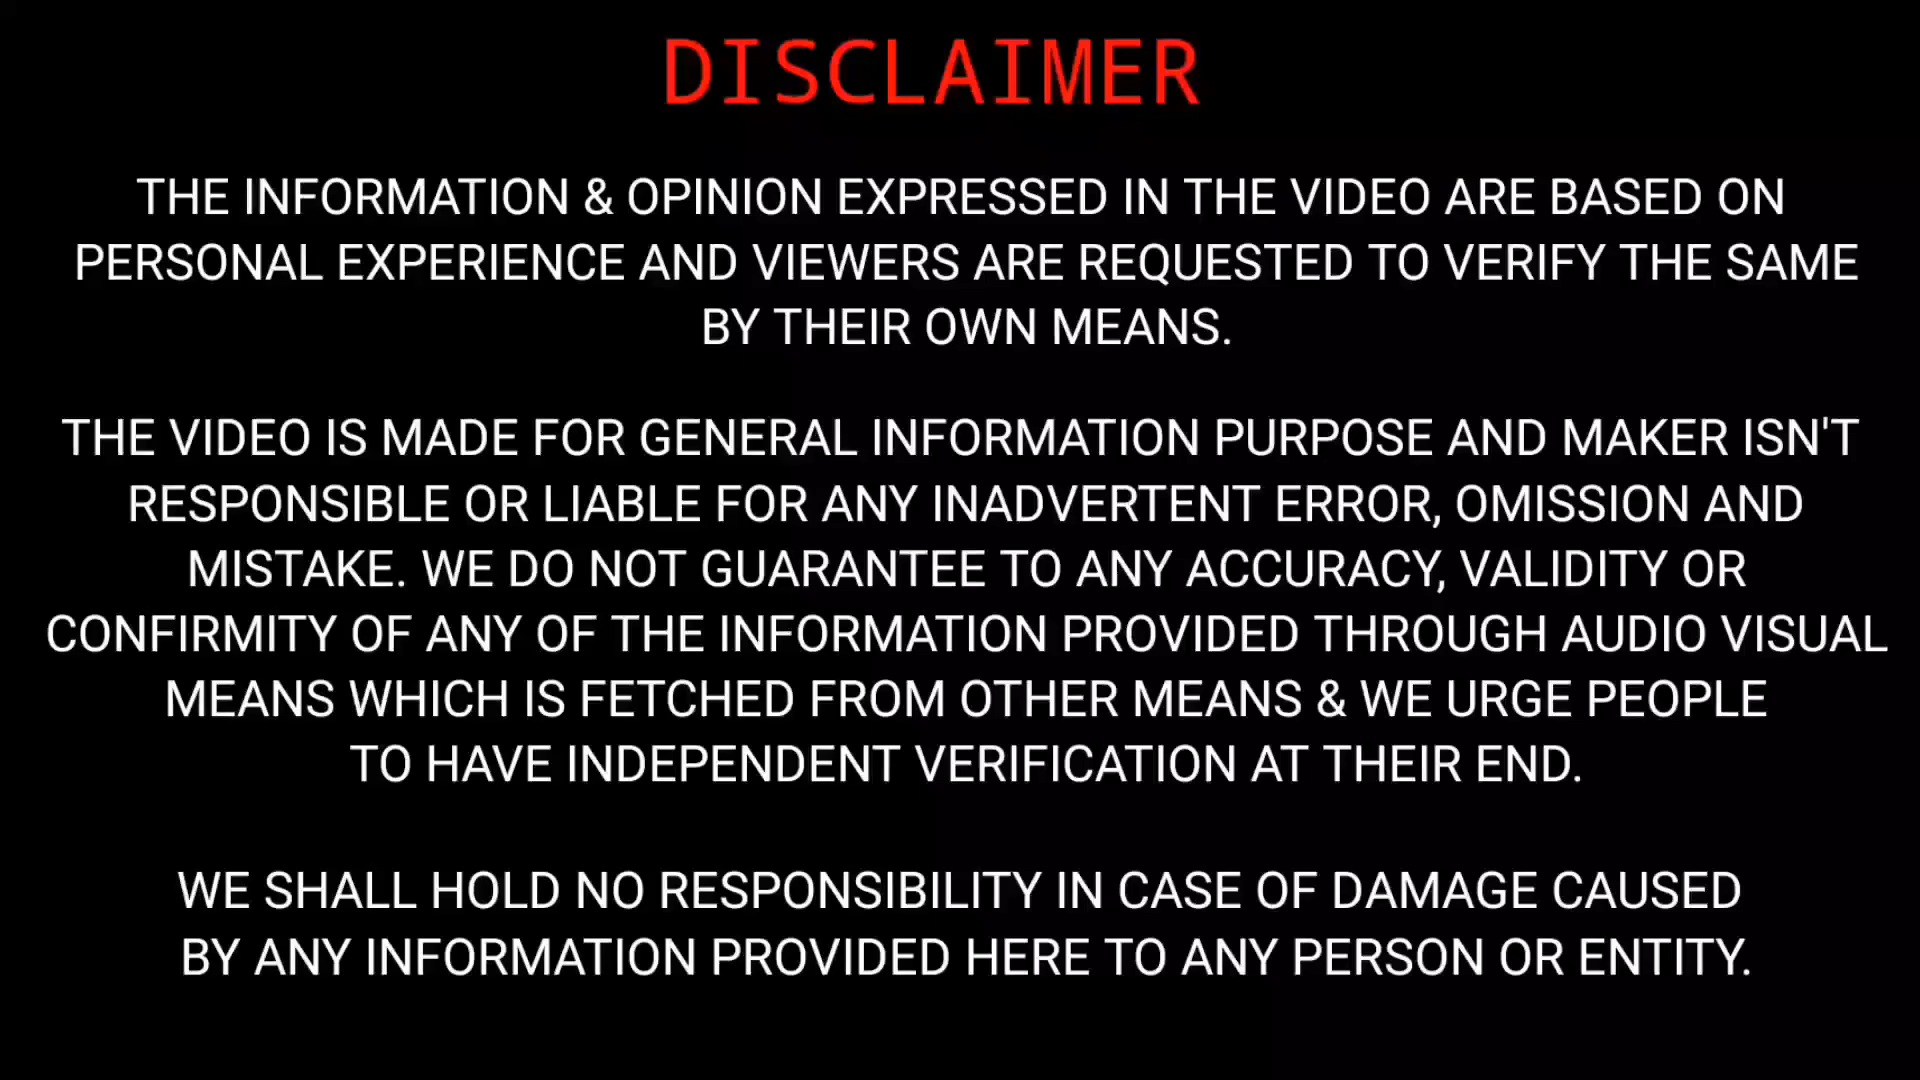 DISCLAIMER
THE INFORMATION & OPINION EXPRESSED IN THE VIDEO ARE BASED ON
PERSONAL EXPERIENCE AND VIEWERS ARE REQUESTED TO VERIFY THE SAME
BY THEIR OWN MEANS.
THE VIDEO IS MADE FOR GENERAL INFORMATION PURPOSE AND MAKER ISN'T
RESPONSIBLE OR LIABLE FOR ANY INADVERTENT ERROR, OMISSION AND
MISTAKE. WE DO NOT GUARANTEE TO ANY ACCURACY, VALIDITY OR
CONFIRMITY OF ANY OF THE INFORMATION PROVIDED THROUGH AUDIO VISUAL
MEANS WHICH IS FETCHED FROM OTHER MEANS & WE URGE PEOPLE
TO HAVE INDEPENDENT VERIFICATION AT THEIR END.
WE SHALL HOLD NO RESPONSIBILITY IN CASE OF DAMAGE CAUSED
BY ANY INFORMATION PROVIDED HERE TO ANY PERSON OR ENTITY.